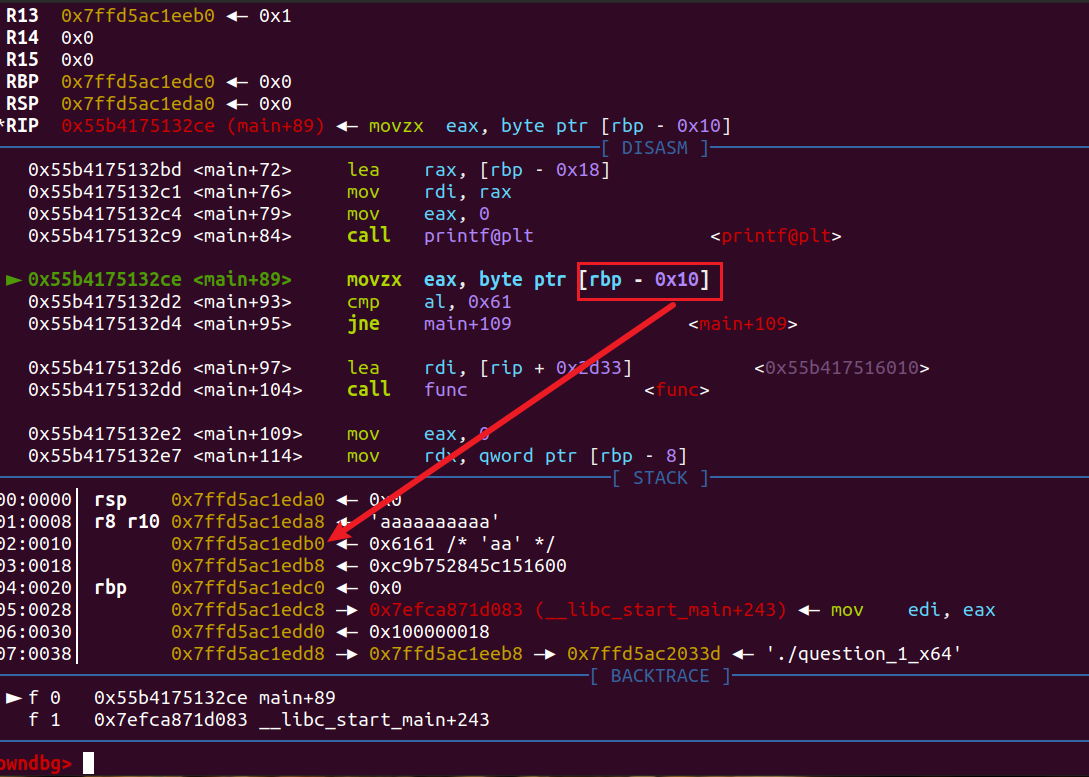 R13 0x7ffd5ac1eeb0 ◂— 0x1
R14 0x0
R15 0x0
RBP 0x7ffd5ac1edc0 ◂— 0x0
RSP 0x7ffd5ac1eda0 ◂— 0x0
*RIP 0x55b4175132ce (main+89) ◂— movzx eax, byte ptr [rbp - 0x10]
[ DISASM ]
0x55b4175132bd <main+72> lea rax, [rbp - 0x18]
0x55b4175132c1 <main+76> mov rdi, rax
0x55b4175132c4 <main+79> mov eax, 0
0x55b4175132c9 <main+84> call printf@plt <printf@plt>
► 0x55b4175132ce <main+89> movzx eax, byte ptr [rbp - 0x10]
0x55b4175132d2 <main+93> cmp al, 0x61
0x55b4175132d4 <main+95> jne main+109 <main+109>
0x55b4175132d6 <main+97> lea rdi, [rip + 0x2d33] <0x55b417516010>
0x55b4175132dd <main+104> call func <func>
0x55b4175132e2 <main+109> mov eax, 0
0x55b4175132e7 <main+114> mov rdx, qword ptr [rbp - 8]
[ STACK ]
00:0000│ rsp 0x7ffd5ac1eda0 ◂— 0x0
01:0008│ r8 r10 0x7ffd5ac1eda8 ◂— 'aaaaaaaaaa'
02:0010│ 0x7ffd5ac1edb0 ◂— 0x6161 /* 'aa' */
03:0018│ 0x7ffd5ac1edb8 ◂— 0xc9b752845c151600
04:0020│ rbp 0x7ffd5ac1edc0 ◂— 0x0
05:0028│ 0x7ffd5ac1edc8 —▸ 0x7efca871d083 (__libc_start_main+243) ◂— mov edi, eax
06:0030│ 0x7ffd5ac1edd0 ◂— 0x100000018
07:0038│ 0x7ffd5ac1edd8 —▸ 0x7ffd5ac1eeb8 —▸ 0x7ffd5ac2033d ◂— './question_1_x64'
[ BACKTRACE ]
► f 0 0x55b4175132ce main+89
f 1 0x7efca871d083 __libc_start_main+243
pwndbg>